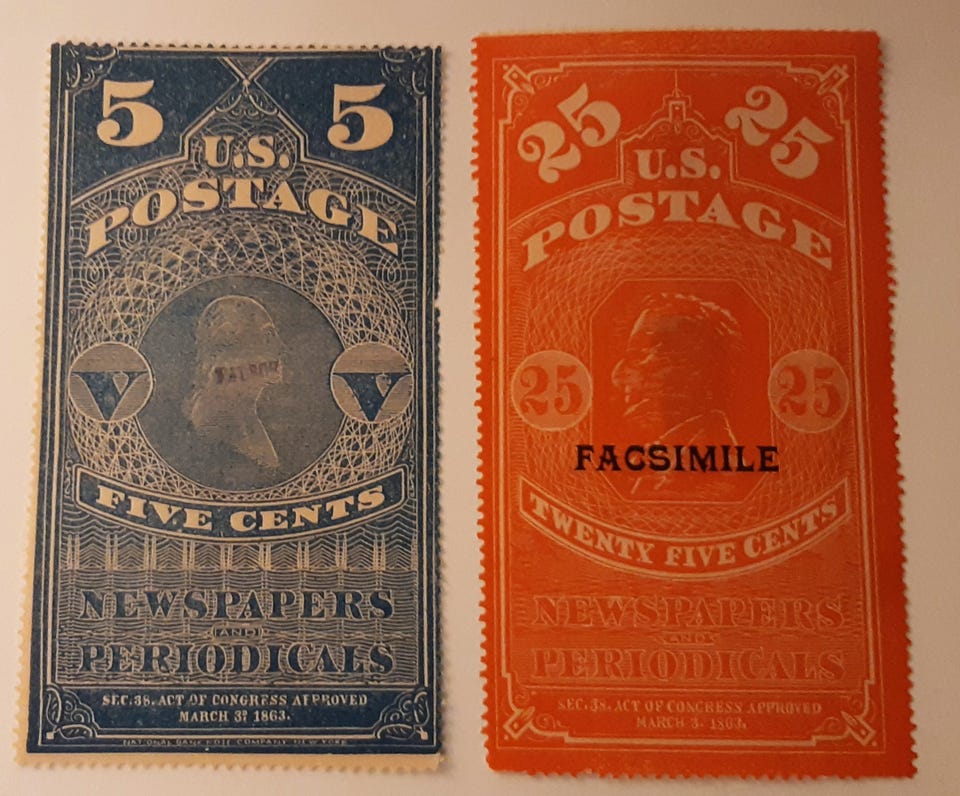 5 5
U.S.
POSTAGE
V V
FIVE CENTS
NEWSPAPERS
(AND)
PERIODICALS
SEC. 38. ACT OF CONGRESS APPROVED
MARCH 3D 1863.
NATIONAL BANK NOTE COMPANY NEW YORK
25 25
U.S.
POSTAGE
25 25
FACSIMILE
TWENTY FIVE CENTS
NEWSPAPERS
AND
PERIODICALS
SEC. 38. ACT OF CONGRESS APPROVED
MARCH 3. 1863.